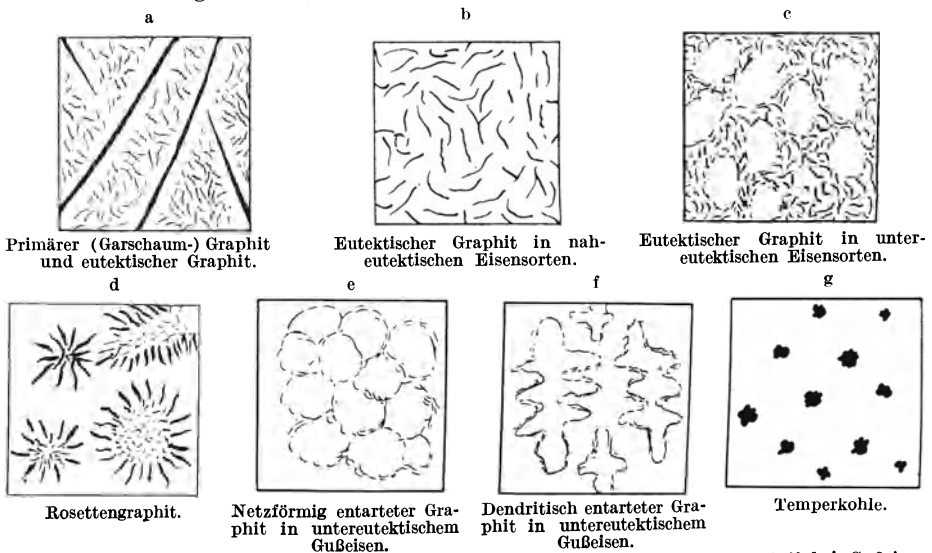 a
b
c
Primärer (Garschaum-) Graphit
und eutektischer Graphit.
Eutektischer Graphit in nah-
eutektischen Eisensorten.
Eutektischer Graphit in unter-
eutektischen Eisensorten.
d
e
f
g
Rosettengraphit.
Netzförmig entarteter Gra-
phit in untereutektischem
Gußeisen.
Dendritisch entarteter Gra-
phit in untereutektischem
Gußeisen.
Temperkohle.